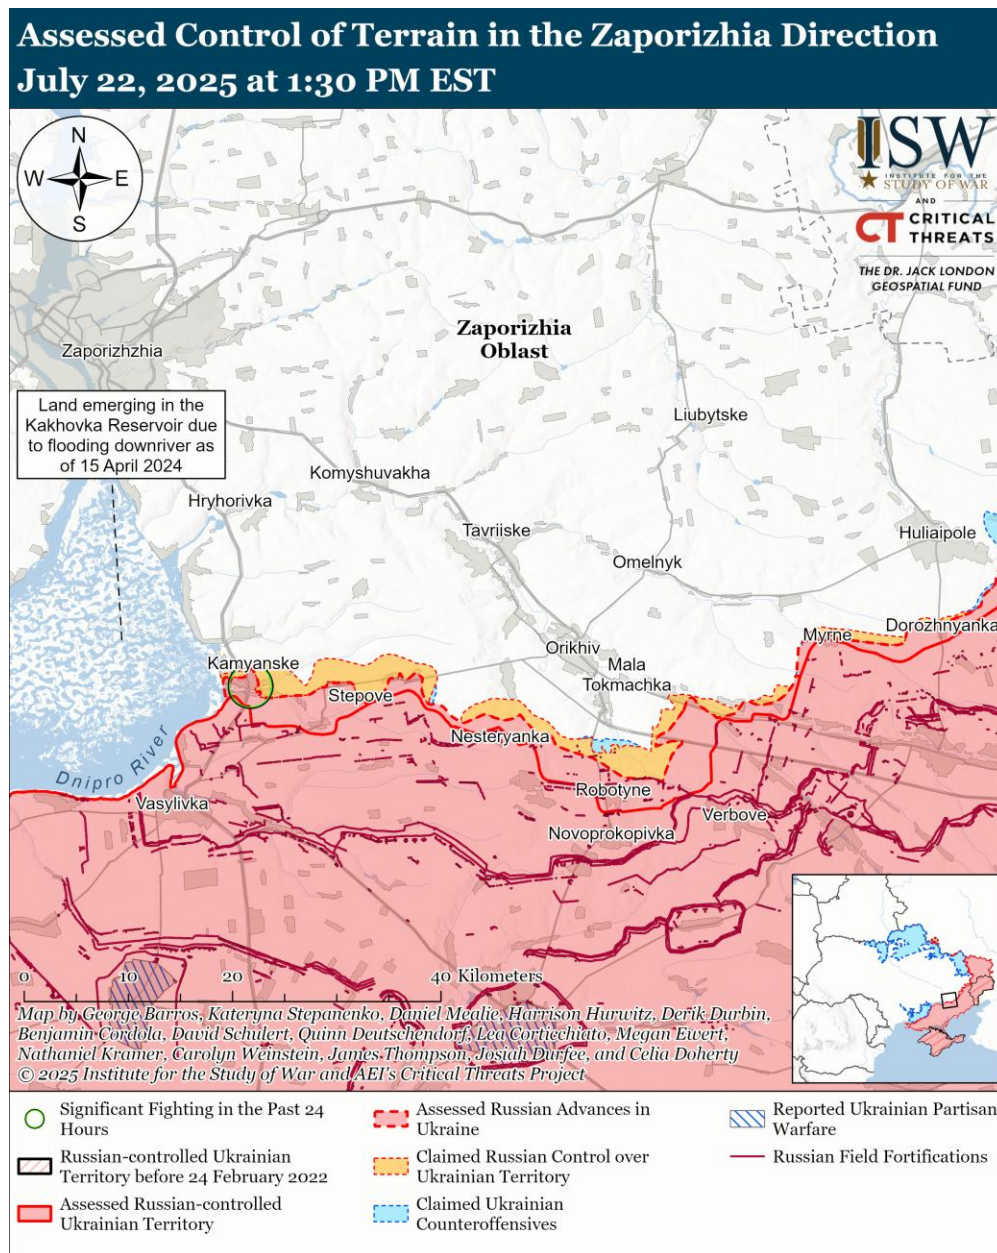 Assessed Control of Terrain in the Zaporizhia Direction
July 22, 2025 at 1:30 PM EST
N
W E
S
ISW
INSTITUTE FOR THE
STUDY OF WAR
AND
CT CRITICAL
THREATS
THE DR. JACK LONDON
GEOSPATIAL FUND
Zaporizhia
Oblast
Zaporizhzhia
Land emerging in the
Kakhovka Reservoir due
to flooding downriver as
of 15 April 2024
Liubytske
Komyshuvakha
Hryhorivka
Tavriiske
Huliaipole
Omelnyk
Dorozhnyanka
Myrne
Orikhiv
Kamyanske
Mala
Tokmachka
Stepove
Nesteryanka
Dnipro River
Robotyne
Vasylivka
Verbove
Novoprokopivka
0 10 20 40 Kilometers
Map by George Barros, Kateryna Stepanenko, Daniel Mealie, Harrison Hurwitz, Derik Durbin,
Benjamin Cordola, David Schulert, Quinn Deutschendorf, Leo Corticchiato, Megan Ewert,
Nathaniel Kramer, Carolyn Weinstein, James Thompson, Josiah Durfee, and Celia Doherty
© 2025 Institute for the Study of War and AEI's Critical Threats Project
Significant Fighting in the Past 24
Hours
Russian-controlled Ukrainian
Territory before 24 February 2022
Assessed Russian-controlled
Ukrainian Territory
Assessed Russian Advances in
Ukraine
Claimed Russian Control over
Ukrainian Territory
Claimed Ukrainian
Counteroffensives
Reported Ukrainian Partisan
Warfare
Russian Field Fortifications